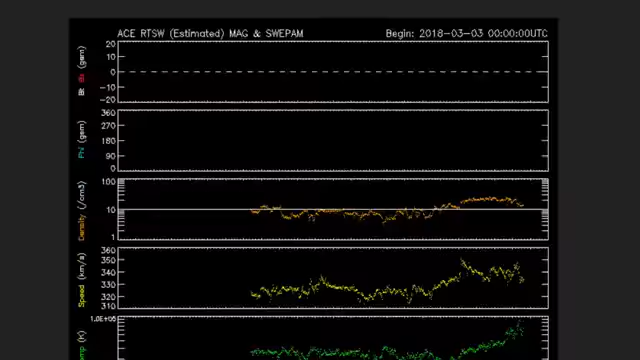 ACE RTSW (Estimated) MAG & SWEPAM Begin: 2018-03-03 00:00:00UTC
20
10
0
-10
-20
Bt Bz (gsm)
360
270
180
90
0
Phi (gsm)
100
10
1
Density (/cm3)
360
350
340
330
320
310
Speed (km/s)
1.0E+06
(K)